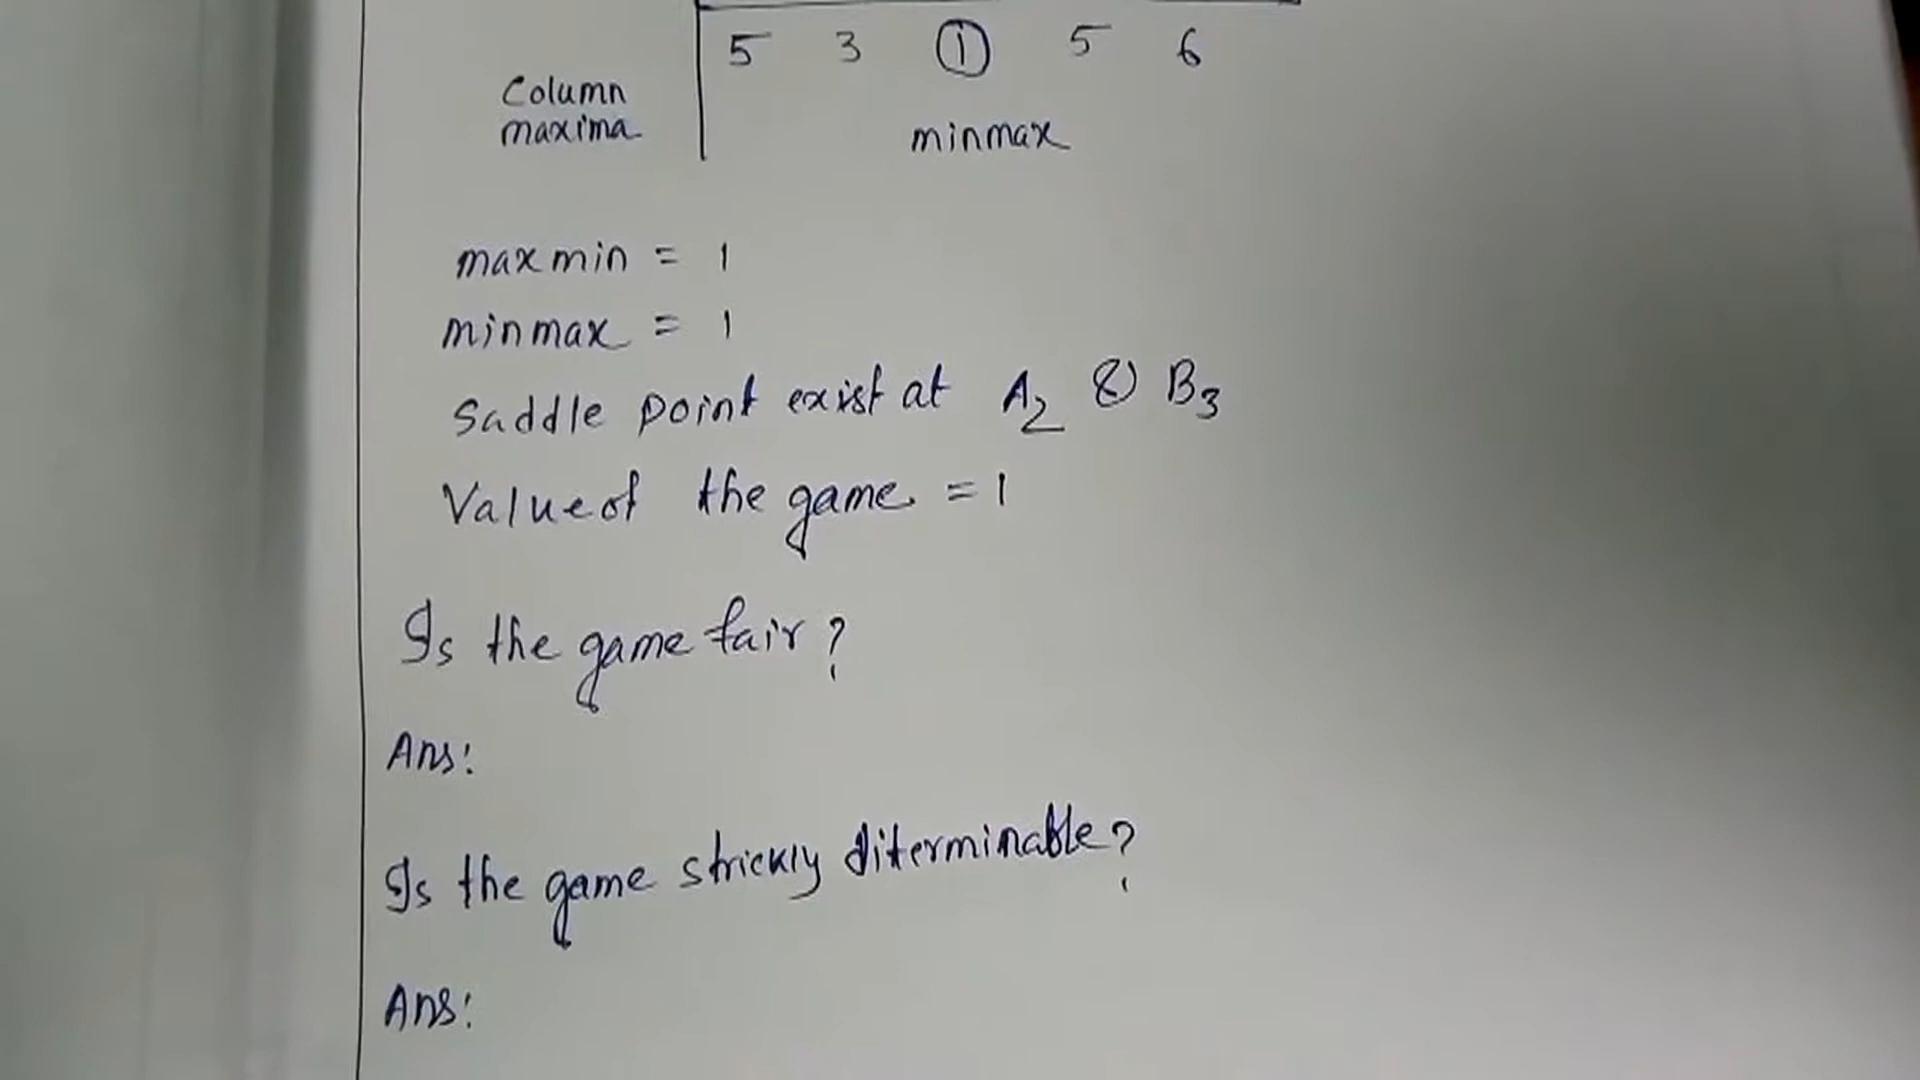 5 3 1 5 6
Column
maxima
minmax
maxmin = 1
minmax = 1
Saddle point exist at A2 & B3
Value of the game = 1
Is the game fair?
Ans:
Is the game strickly diterminable?
Ans: